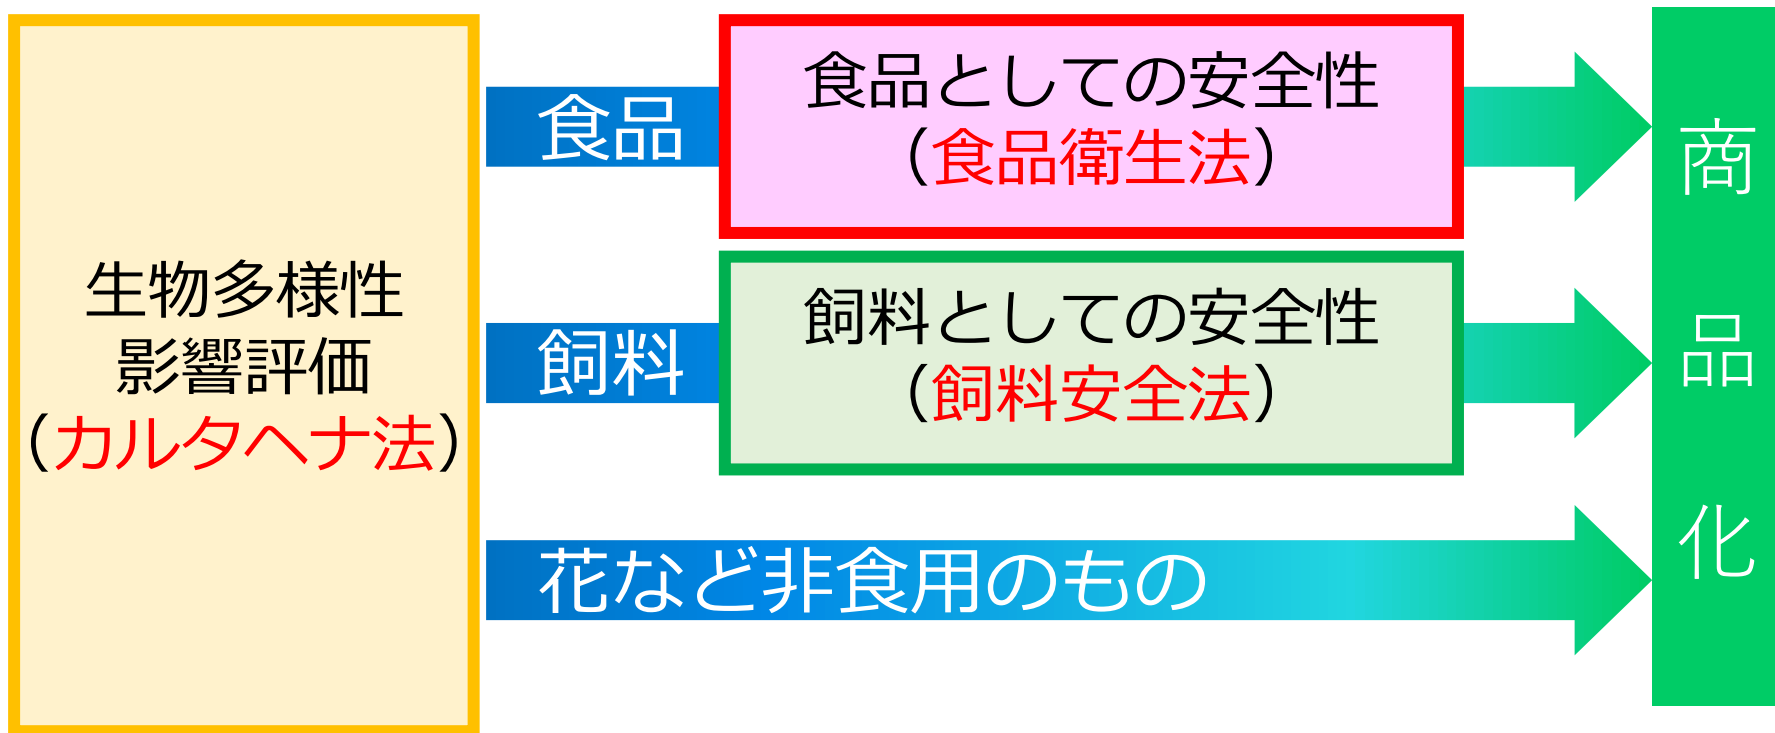 生物多様性
影響評価
（カルタヘナ法）
食品
食品としての安全性
（食品衛生法）
飼料
飼料としての安全性
（飼料安全法）
花など非食用のもの
商品化